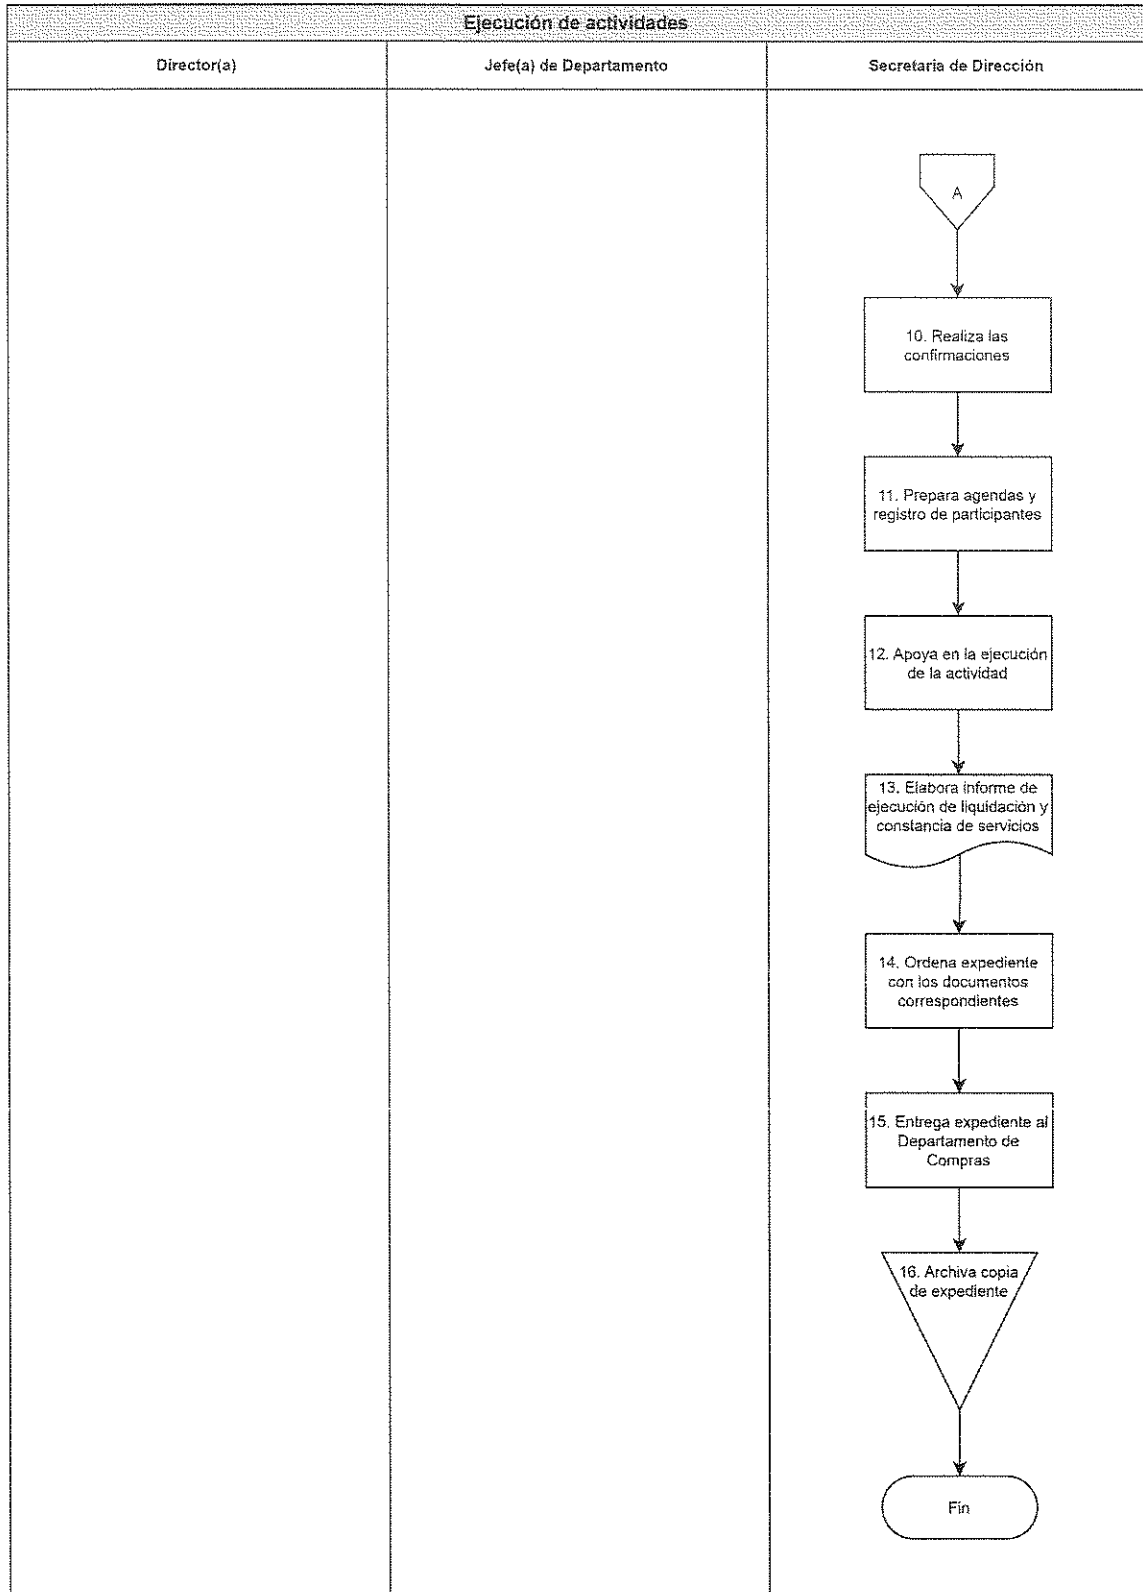 Ejecución de actividades
Director(a)
Jefe(a) de Departamento
Secretaria de Dirección
A
10. Realiza las
confirmaciones
11. Prepara agendas y
registro de participantes
12. Apoya en la ejecución
de la actividad
13. Elabora informe de
ejecución de liquidación y
constancia de servicios
14. Ordena expediente
con los documentos
correspondientes
15. Entrega expediente al
Departamento de
Compras
16. Archiva copia
de expediente
Fin